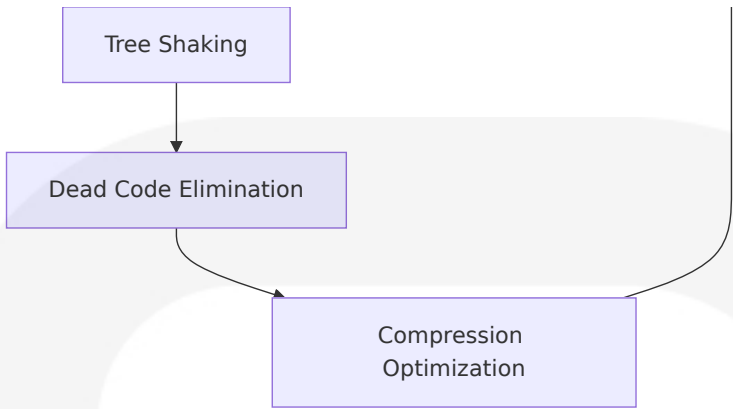 Tree Shaking
Dead Code Elimination
Compression
Optimization